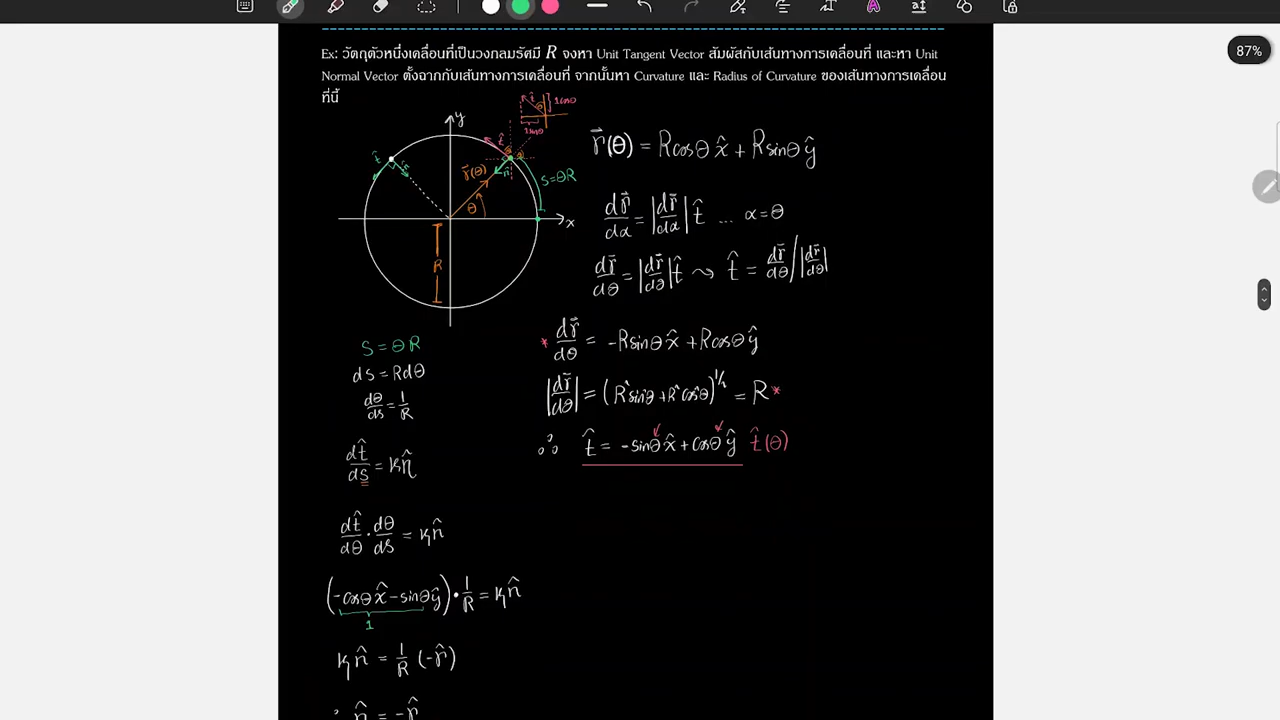 87%
Ex: วัตถุตัวหนึ่งเคลื่อนที่เป็นวงกลมรัศมี R จงหา Unit Tangent Vector สัมผัสกับเส้นทางการเคลื่อนที่ และหา Unit
Normal Vector ตั้งฉากกับเส้นทางการเคลื่อนที่ จากนั้นหา Curvature และ Radius of Curvature ของเส้นทางการเคลื่อน
ที่นี้
y
x
t̂
n̂
t̂
n̂
r⃗(θ)
θ
R
S=θR
θ
1cosθ
1sinθ
r⃗(θ) = Rcosθ x̂ + Rsinθ ŷ
dr⃗/dα = |dr⃗/dα| t̂ ... α=θ
dr⃗/dθ = |dr⃗/dθ| t̂ ⤳ t̂ = dr⃗/dθ / |dr⃗/dθ|
* dr⃗/dθ = -Rsinθ x̂ + Rcosθ ŷ
|dr⃗/dθ| = (R²sin²θ + R²cos²θ)^1/2 = R *
∴ t̂ = -sinθ x̂ + cosθ ŷ t̂(θ)
S = θR
dS = Rdθ
dθ/dS = 1/R
dt̂/dS = κn̂
dt̂/dθ · dθ/dS = κn̂
(-cosθ x̂ - sinθ ŷ) · 1/R = κn̂
1
κn̂ = 1/R (-r̂)
∴ n̂ = -r̂